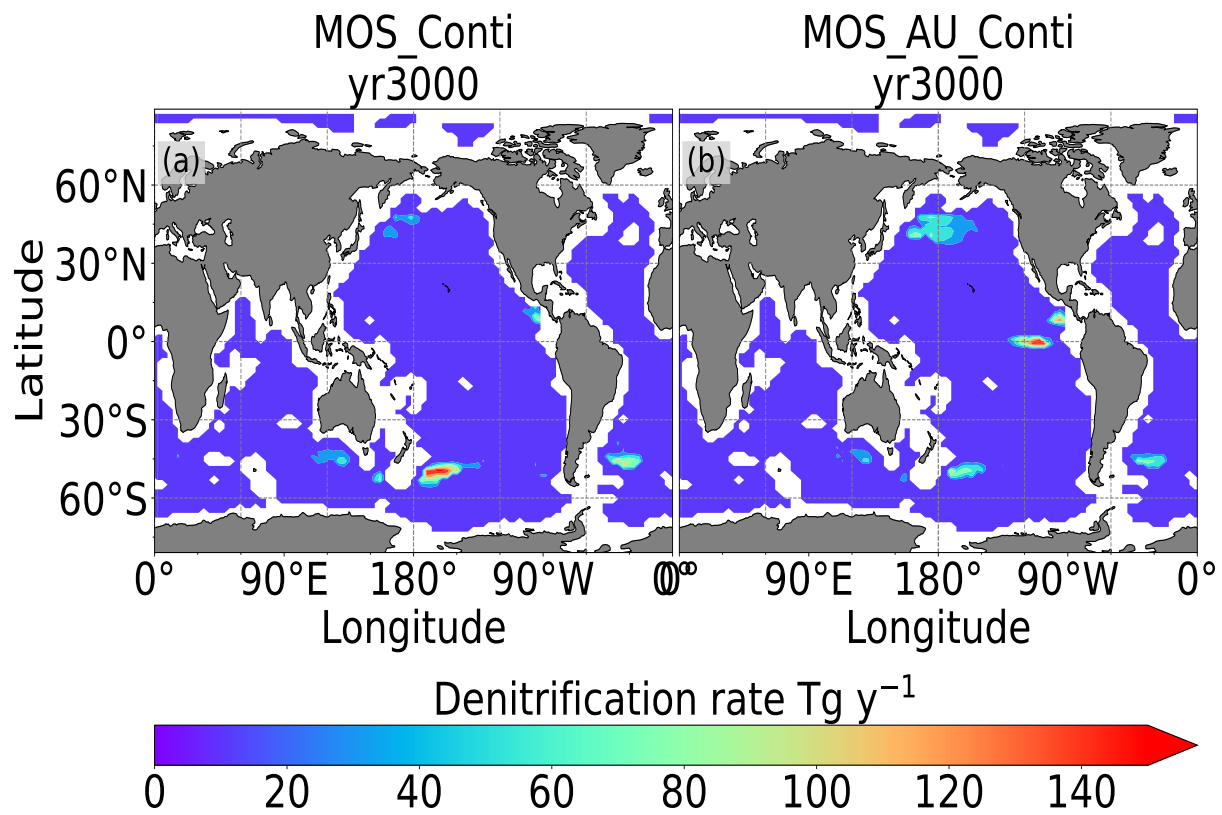 MOS_Conti
yr3000
MOS_AU_Conti
yr3000
(a)
(b)
60°N
30°N
0°
30°S
60°S
Latitude
0° 90°E 180° 90°W 0°
0° 90°E 180° 90°W 0°
Longitude
Longitude
Denitrification rate Tg y⁻¹
0 20 40 60 80 100 120 140